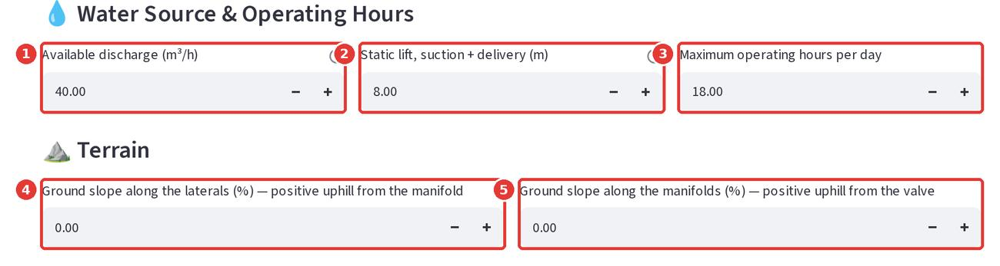 Water Source & Operating Hours
1 Available discharge (m³/h)
2 Static lift, suction + delivery (m)
3 Maximum operating hours per day
40.00 − +
8.00 − +
18.00 − +
Terrain
4 Ground slope along the laterals (%) — positive uphill from the manifold
5 Ground slope along the manifolds (%) — positive uphill from the valve
0.00 − +
0.00 − +